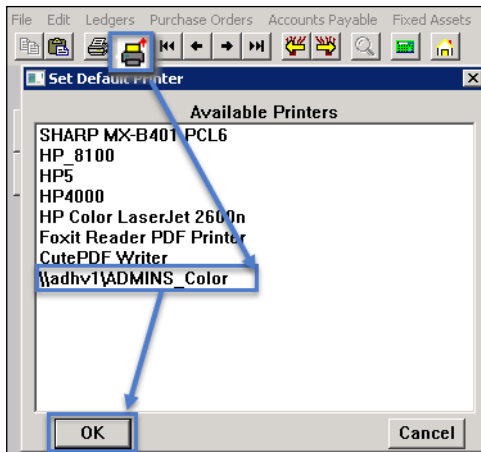 File Edit Ledgers Purchase Orders Accounts Payable Fixed Assets
Set Default Printer
Available Printers
SHARP MX-B401 PCL6
HP_8100
HP5
HP4000
HP Color LaserJet 2600n
Foxit Reader PDF Printer
CutePDF Writer
\\adhv1\ADMINS_Color
OK Cancel